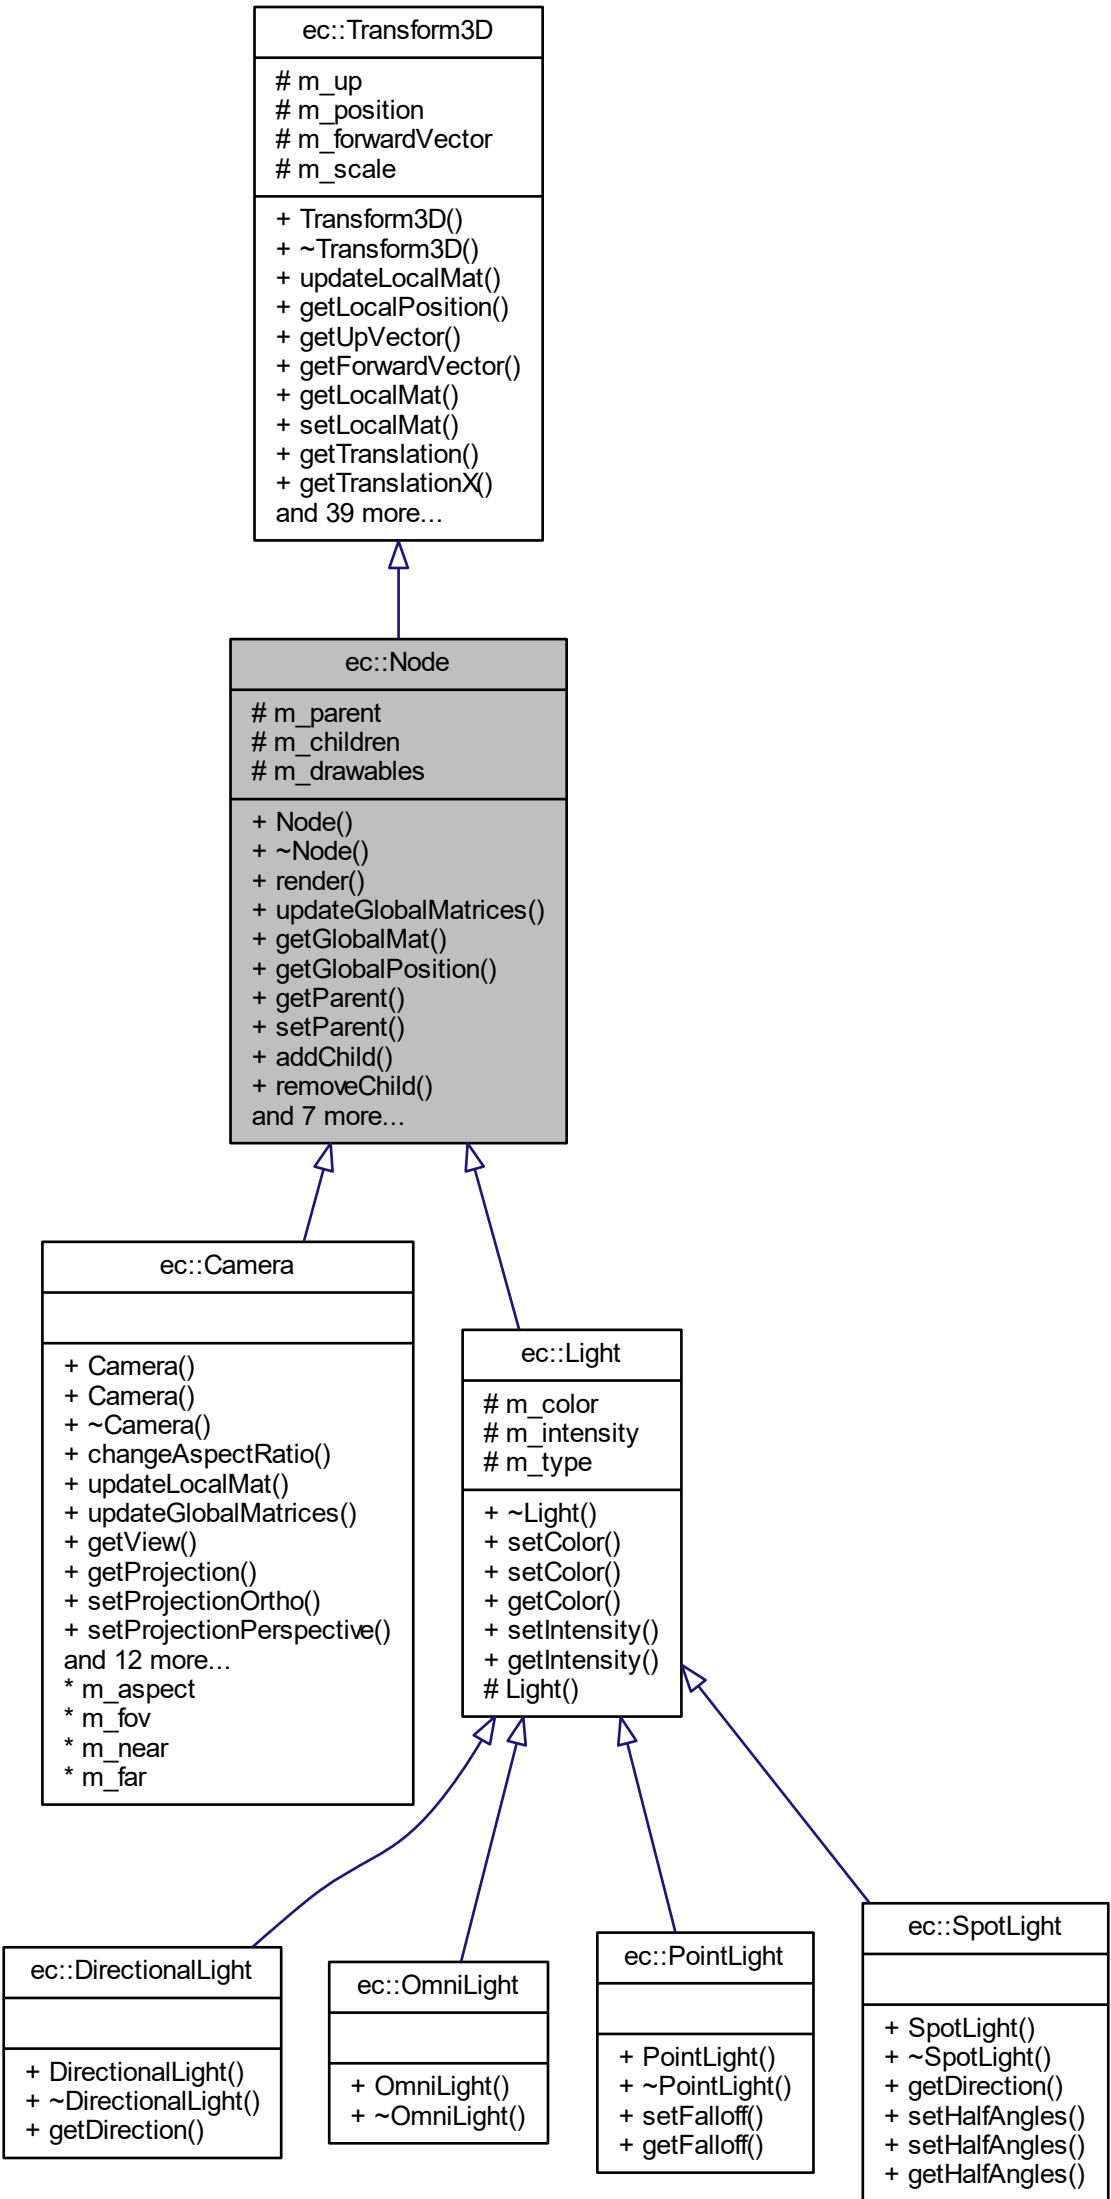 ec::Transform3D
# m_up
# m_position
# m_forwardVector
# m_scale
+ Transform3D()
+ ~Transform3D()
+ updateLocalMat()
+ getLocalPosition()
+ getUpVector()
+ getForwardVector()
+ getLocalMat()
+ setLocalMat()
+ getTranslation()
+ getTranslationX()
and 39 more...
ec::Node
# m_parent
# m_children
# m_drawables
+ Node()
+ ~Node()
+ render()
+ updateGlobalMatrices()
+ getGlobalMat()
+ getGlobalPosition()
+ getParent()
+ setParent()
+ addChild()
+ removeChild()
and 7 more...
ec::Camera
+ Camera()
+ Camera()
+ ~Camera()
+ changeAspectRatio()
+ updateLocalMat()
+ updateGlobalMatrices()
+ getView()
+ getProjection()
+ setProjectionOrtho()
+ setProjectionPerspective()
and 12 more...
* m_aspect
* m_fov
* m_near
* m_far
ec::Light
# m_color
# m_intensity
# m_type
+ ~Light()
+ setColor()
+ setColor()
+ getColor()
+ setIntensity()
+ getIntensity()
# Light()
ec::DirectionalLight
+ DirectionalLight()
+ ~DirectionalLight()
+ getDirection()
ec::OmniLight
+ OmniLight()
+ ~OmniLight()
ec::PointLight
+ PointLight()
+ ~PointLight()
+ setFalloff()
+ getFalloff()
ec::SpotLight
+ SpotLight()
+ ~SpotLight()
+ getDirection()
+ setHalfAngles()
+ setHalfAngles()
+ getHalfAngles()